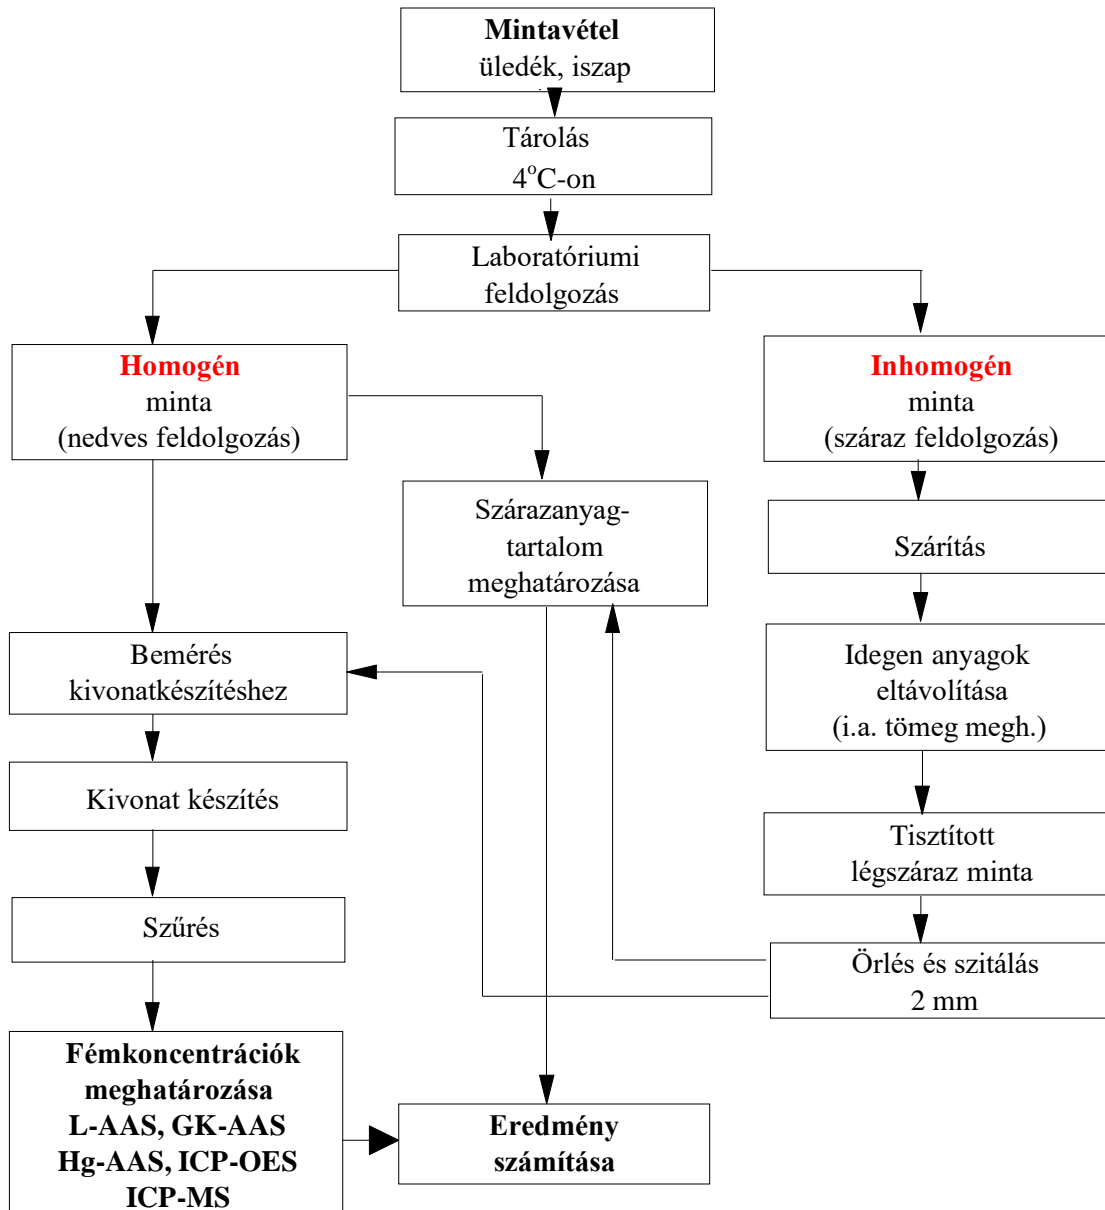 Mintavétel
üledék, iszap
Tárolás
4°C-on
Laboratóriumi
feldolgozás
Homogén
minta
(nedves feldolgozás)
Inhomogén
minta
(száraz feldolgozás)
Szárazanyag-
tartalom
meghatározása
Szárítás
Bemérés
kivonatkészítéshez
Idegen anyagok
eltávolítása
(i.a. tömeg megh.)
Kivonat készítés
Tisztított
légszáraz minta
Szűrés
Örlés és szitálás
2 mm
Fémkoncentrációk
meghatározása
L-AAS, GK-AAS
Hg-AAS, ICP-OES
ICP-MS
Eredmény
számítása